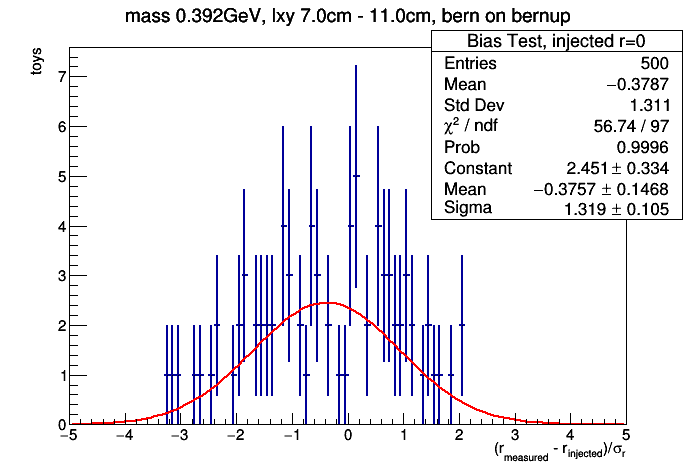 mass 0.392GeV, lxy 7.0cm - 11.0cm, bern on bernup
Bias Test, injected r=0
Entries 500
Mean −0.3787
Std Dev 1.311
χ² / ndf 56.74 / 97
Prob 0.9996
Constant 2.451 ± 0.334
Mean −0.3757 ± 0.1468
Sigma 1.319 ± 0.105
toys
7
6
5
4
3
2
1
0
−5 −4 −3 −2 −1 0 1 2 3 4 5
(r_measured - r_injected)/σ_r